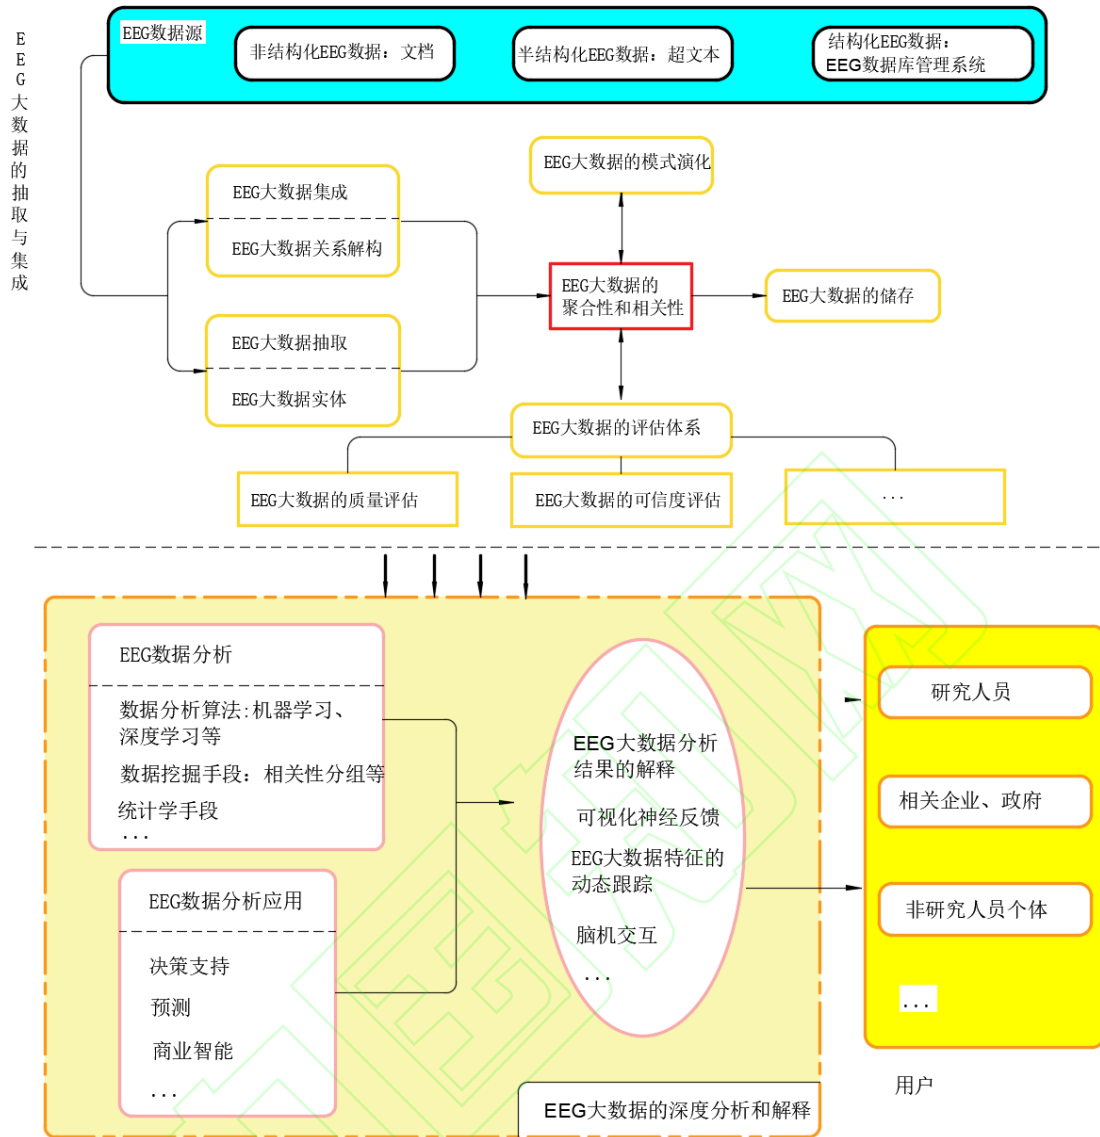 EEG大数据的抽取与集成
EEG数据源
非结构化EEG数据：文档
半结构化EEG数据：超文本
结构化EEG数据：
EEG数据库管理系统
EEG大数据的模式演化
EEG大数据集成
EEG大数据关系解构
EEG大数据的
聚合性和相关性
EEG大数据的储存
EEG大数据抽取
EEG大数据实体
EEG大数据的评估体系
EEG大数据的质量评估
EEG大数据的可信度评估
...
EEG数据分析
数据分析算法:机器学习、
深度学习等
数据挖掘手段：相关性分组等
统计学手段
...
EEG数据分析应用
决策支持
预测
商业智能
...
EEG大数据分析
结果的解释
可视化神经反馈
EEG大数据特征的
动态跟踪
脑机交互
...
EEG大数据的深度分析和解释
研究人员
相关企业、政府
非研究人员个体
...
用户